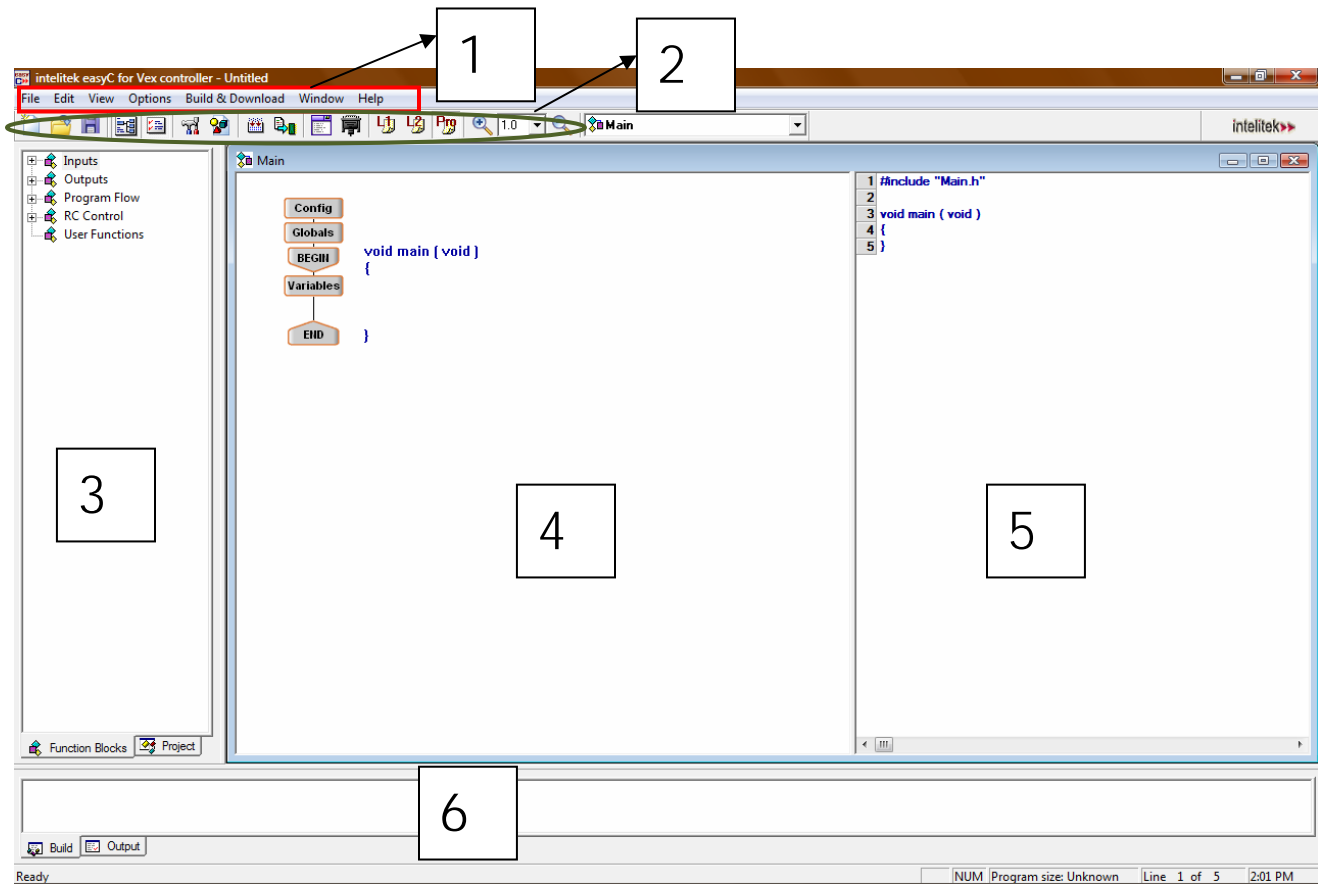 1
2
intelitek easyC for Vex controller - Untitled
File Edit View Options Build & Download Window Help
L1 L2 Prg 1.0 Main
intelitek
Inputs
Outputs
Program Flow
RC Control
User Functions
Function Blocks Project
3
Main
Config
Globals
BEGIN
Variables
END
void main ( void )
{
}
4
1 #include "Main.h"
2
3 void main ( void )
4 {
5 }
5
6
Build Output
Ready
NUM Program size: Unknown Line 1 of 5 2:01 PM